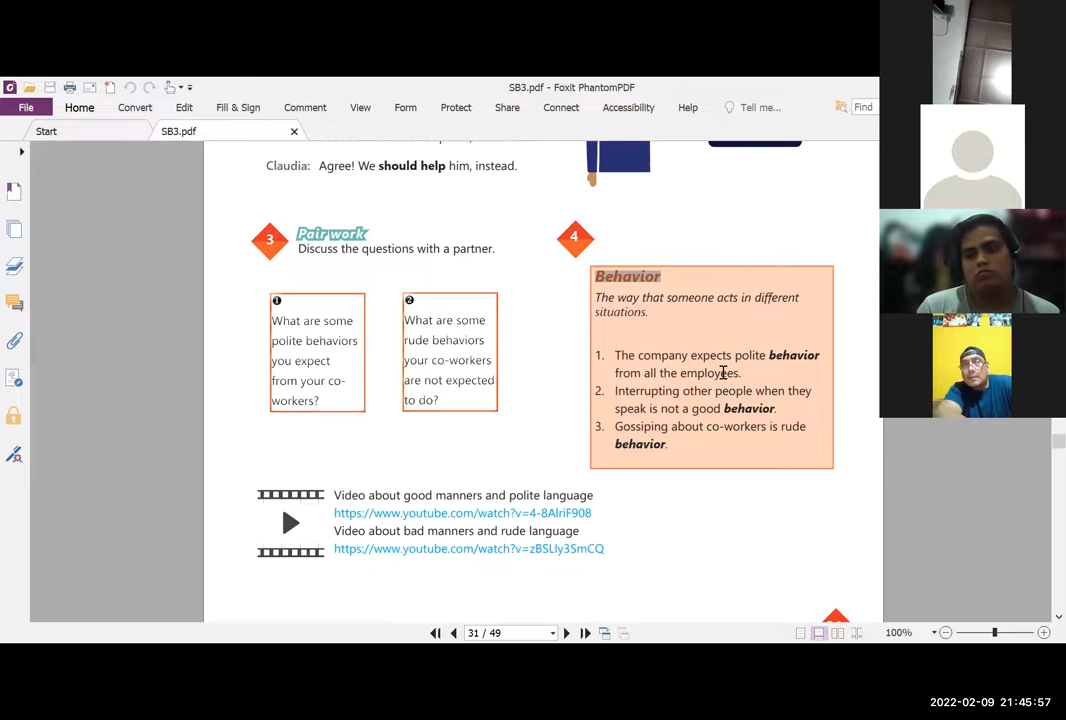 SB3.pdf - Foxit PhantomPDF
File Home Convert Edit Fill & Sign Comment View Form Protect Share Connect Accessibility Help Tell me... Find
Start SB3.pdf
Claudia: Agree! We should help him, instead.
3 Pair work
Discuss the questions with a partner.
❶
What are some
polite behaviors
you expect
from your co-
workers?
❷
What are some
rude behaviors
your co-workers
are not expected
to do?
4
Behavior
The way that someone acts in different
situations.
1. The company expects polite behavior
from all the employees.
2. Interrupting other people when they
speak is not a good behavior.
3. Gossiping about co-workers is rude
behavior.
Video about good manners and polite language
https://www.youtube.com/watch?v=4-8AlriF908
Video about bad manners and rude language
https://www.youtube.com/watch?v=zBSLIy3SmCQ
31 / 49
100%
2022-02-09 21:45:57